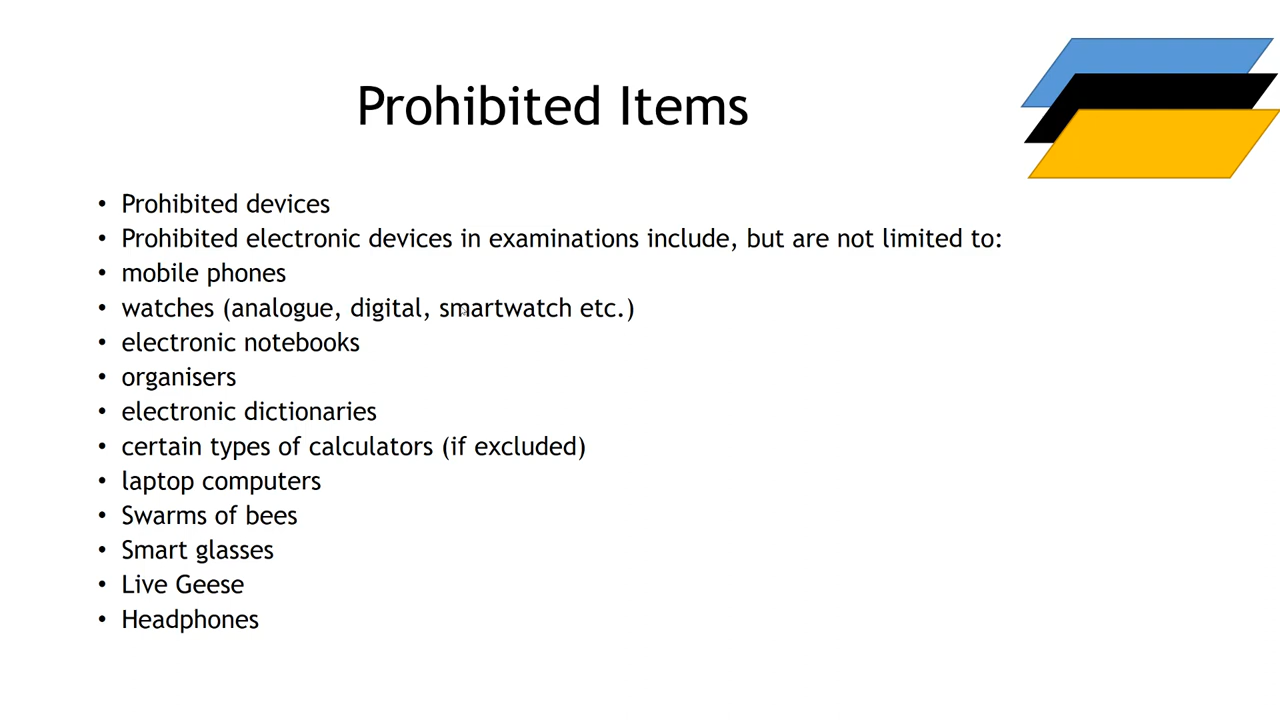 Prohibited Items
• Prohibited devices
• Prohibited electronic devices in examinations include, but are not limited to:
• mobile phones
• watches (analogue, digital, smartwatch etc.)
• electronic notebooks
• organisers
• electronic dictionaries
• certain types of calculators (if excluded)
• laptop computers
• Swarms of bees
• Smart glasses
• Live Geese
• Headphones